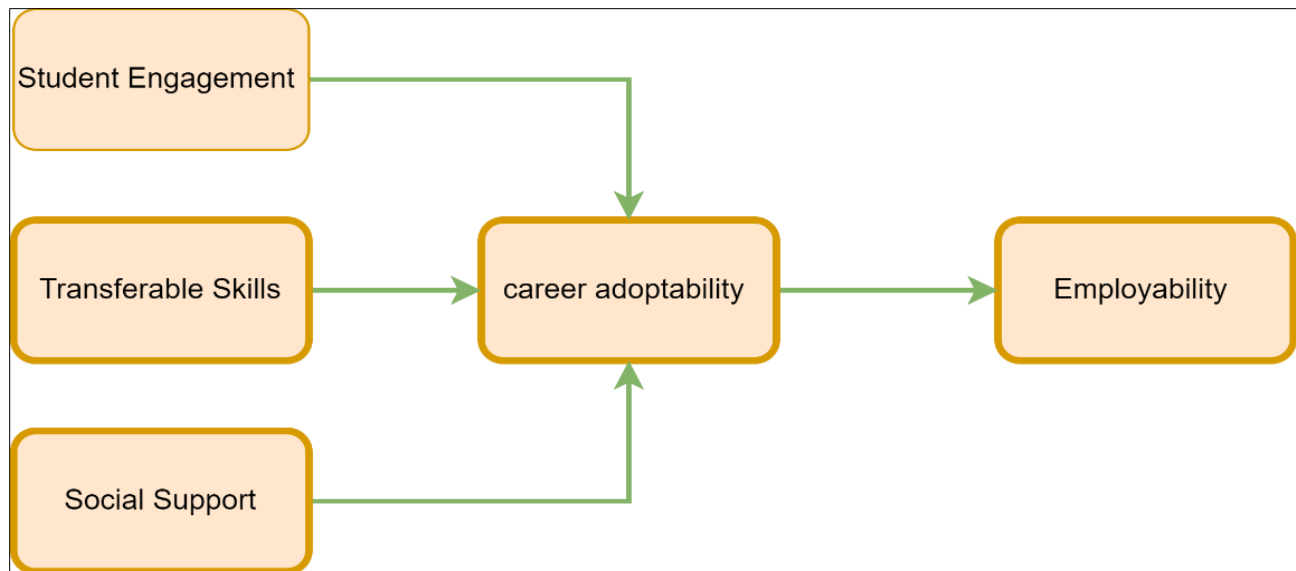 Student Engagement
Transferable Skills
career adoptability
Employability
Social Support